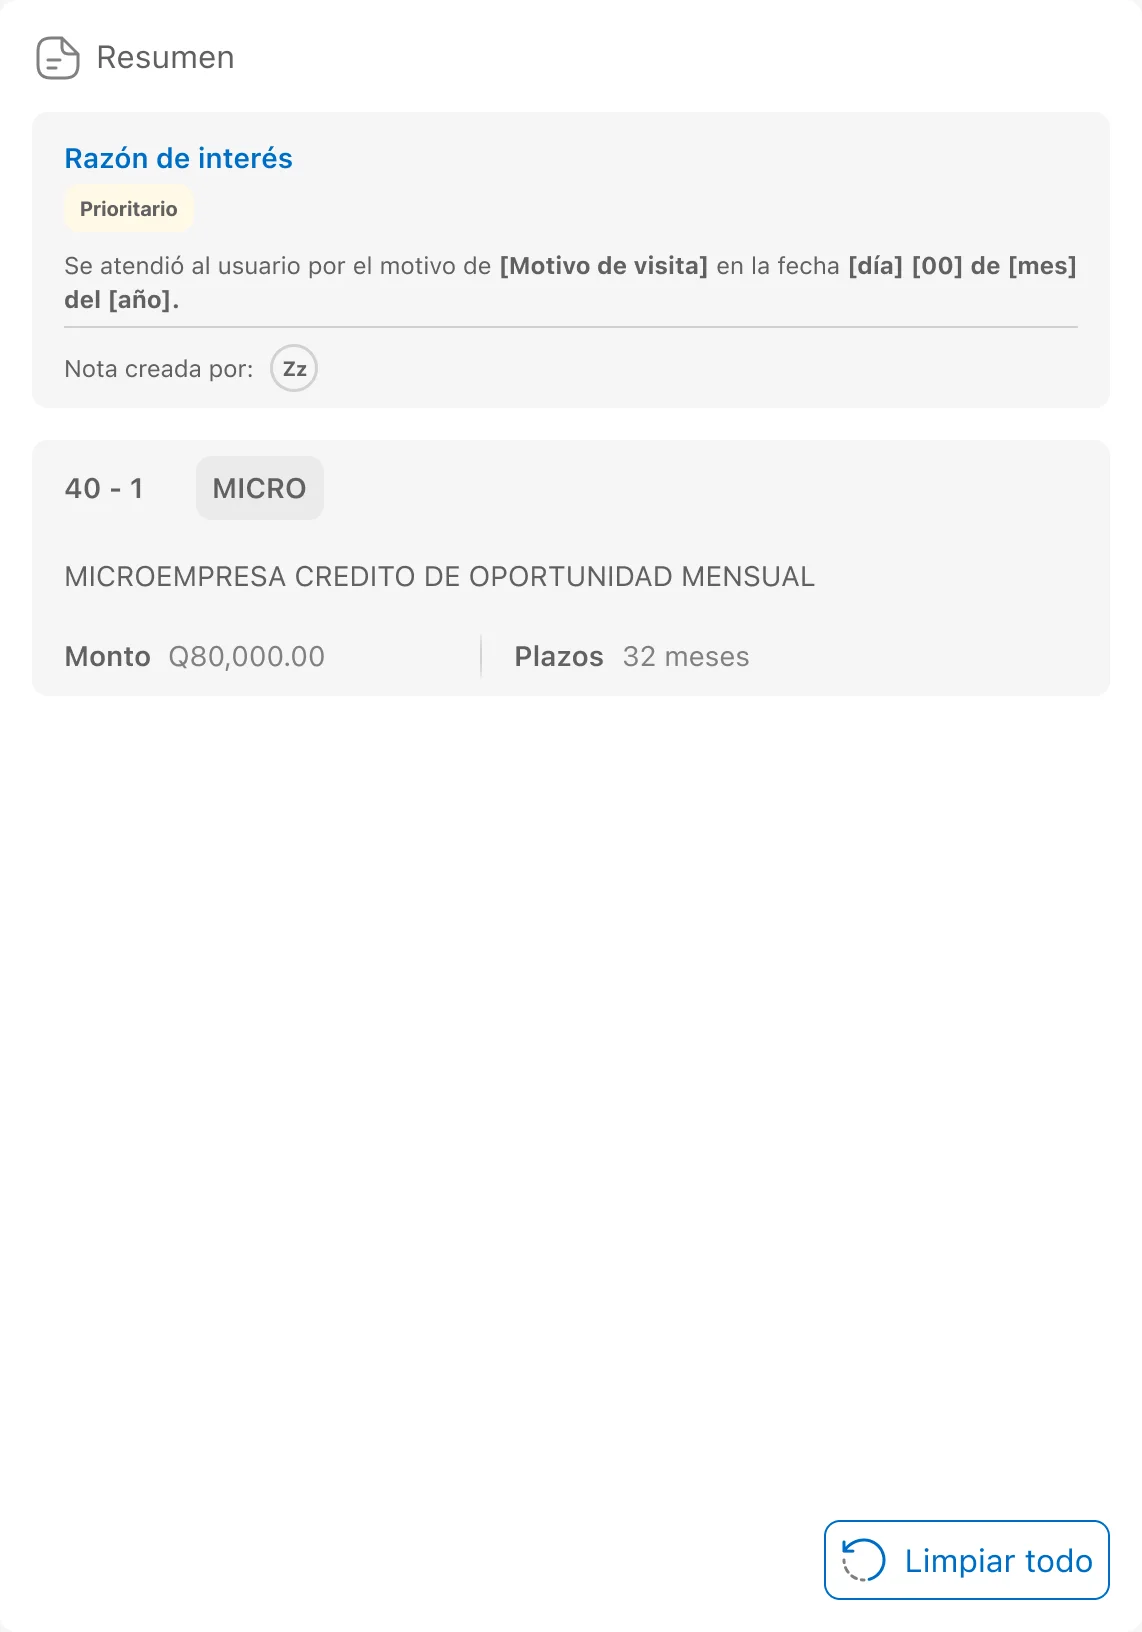 Resumen
Razón de interés
Prioritario
Se atendió al usuario por el motivo de [Motivo de visita] en la fecha [día] [00] de [mes]
del [año].
Nota creada por: Zz
40 - 1 MICRO
MICROEMPRESA CREDITO DE OPORTUNIDAD MENSUAL
Monto Q80,000.00 Plazos 32 meses
Limpiar todo